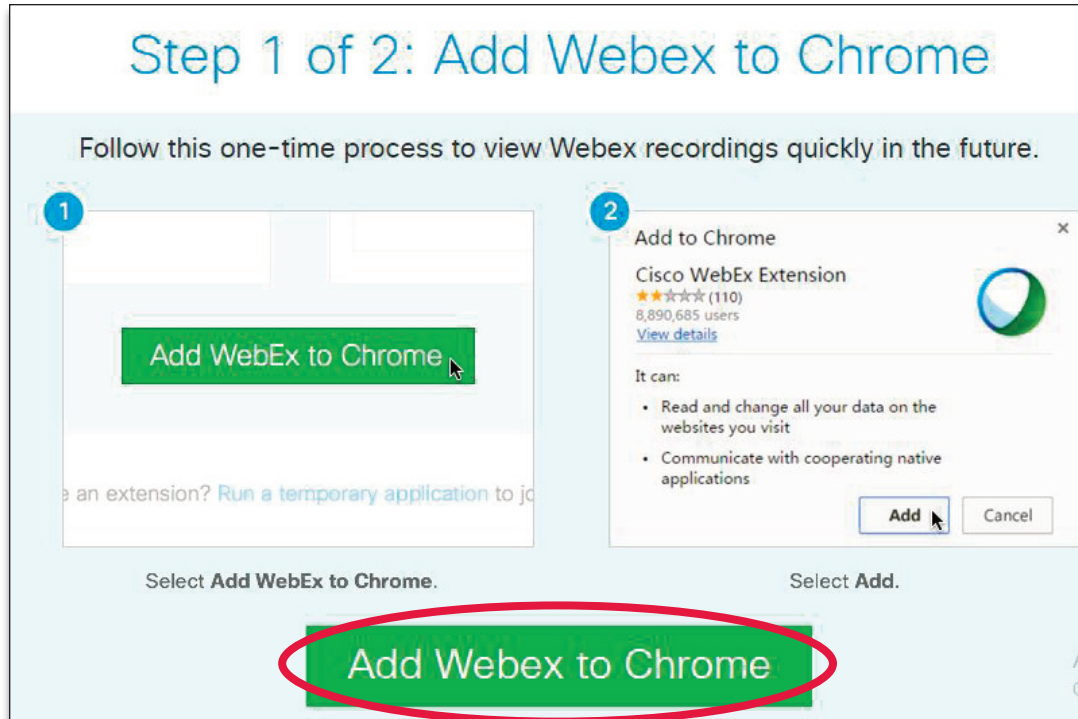 Step 1 of 2: Add Webex to Chrome
Follow this one-time process to view Webex recordings quickly in the future.
1
Add WebEx to Chrome
e an extension? Run a temporary application to jo
Select Add WebEx to Chrome.
2
Add to Chrome
Cisco WebEx Extension
(110)
8,890,685 users
View details
It can:
• Read and change all your data on the
websites you visit
• Communicate with cooperating native
applications
Add
Cancel
Select Add.
Add Webex to Chrome